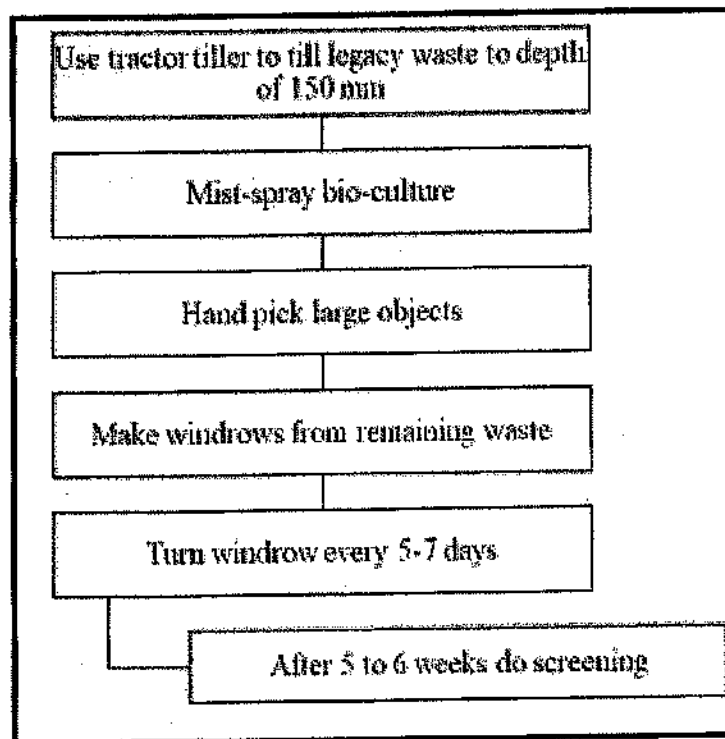 Use tractor tiller to till legacy waste to depth
of 150 mm
Mist-spray bio-culture
Hand pick large objects
Make windrows from remaining waste
Turn windrow every 5-7 days
After 5 to 6 weeks do screening